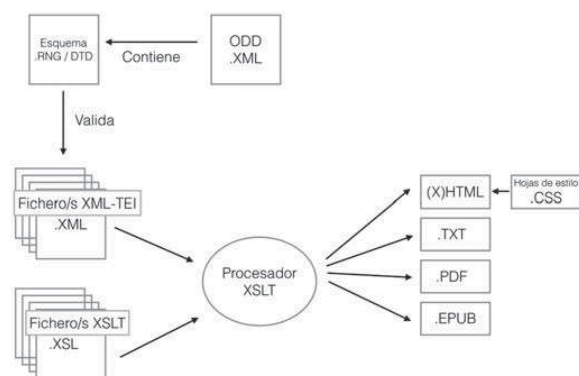 Esquema
.RNG / DTD
Contiene
ODD
.XML
Valida
Fichero/s XML-TEI
.XML
Procesador
XSLT
Fichero/s XSLT
.XSL
(X)HTML
Hojas de estilo
.CSS
.TXT
.PDF
.EPUB